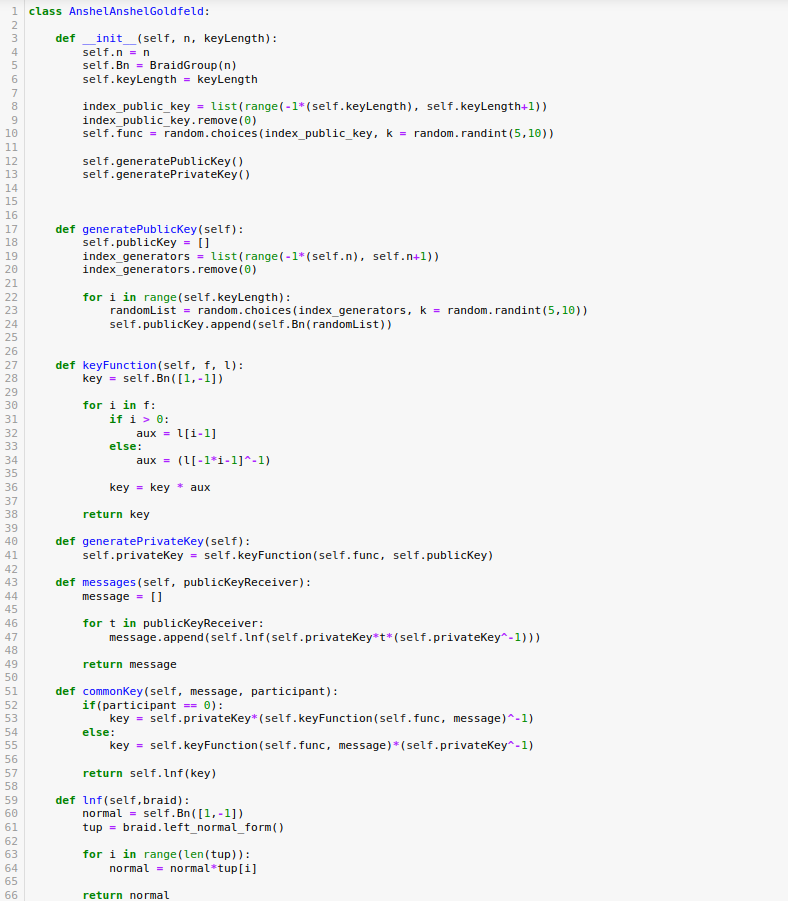 1 class AnshelAnshelGoldfeld:
2
3     def __init__(self, n, keyLength):
4         self.n = n
5         self.Bn = BraidGroup(n)
6         self.keyLength = keyLength
7
8         index_public_key = list(range(-1*(self.keyLength), self.keyLength+1))
9         index_public_key.remove(0)
10         self.func = random.choices(index_public_key, k = random.randint(5,10))
11
12         self.generatePublicKey()
13         self.generatePrivateKey()
14
15
16
17     def generatePublicKey(self):
18         self.publicKey = []
19         index_generators = list(range(-1*(self.n), self.n+1))
20         index_generators.remove(0)
21
22         for i in range(self.keyLength):
23             randomList = random.choices(index_generators, k = random.randint(5,10))
24             self.publicKey.append(self.Bn(randomList))
25
26
27     def keyFunction(self, f, l):
28         key = self.Bn([1,-1])
29
30         for i in f:
31             if i > 0:
32                 aux = l[i-1]
33             else:
34                 aux = (l[-1*i-1]^-1)
35
36             key = key * aux
37
38         return key
39
40     def generatePrivateKey(self):
41         self.privateKey = self.keyFunction(self.func, self.publicKey)
42
43     def messages(self, publicKeyReceiver):
44         message = []
45
46         for t in publicKeyReceiver:
47             message.append(self.lnf(self.privateKey*t*(self.privateKey^-1)))
48
49         return message
50
51     def commonKey(self, message, participant):
52         if(participant == 0):
53             key = self.privateKey*(self.keyFunction(self.func, message)^-1)
54         else:
55             key = self.keyFunction(self.func, message)*(self.privateKey^-1)
56
57         return self.lnf(key)
58
59     def lnf(self,braid):
60         normal = self.Bn([1,-1])
61         tup = braid.left_normal_form()
62
63         for i in range(len(tup)):
64             normal = normal*tup[i]
65
66         return normal